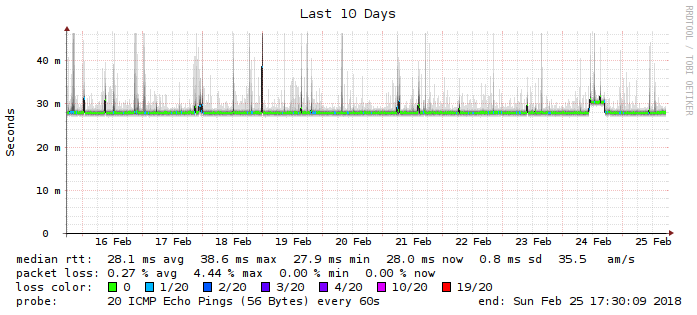 Last 10 Days
RRDTOOL / TOBI OETIKER
Seconds
40 m
30 m
20 m
10 m
0
16 Feb 17 Feb 18 Feb 19 Feb 20 Feb 21 Feb 22 Feb 23 Feb 24 Feb 25 Feb
median rtt: 28.1 ms avg 38.6 ms max 27.9 ms min 28.0 ms now 0.8 ms sd 35.5 am/s
packet loss: 0.27 % avg 4.44 % max 0.00 % min 0.00 % now
loss color: 0 1/20 2/20 3/20 4/20 10/20 19/20
probe: 20 ICMP Echo Pings (56 Bytes) every 60s end: Sun Feb 25 17:30:09 2018